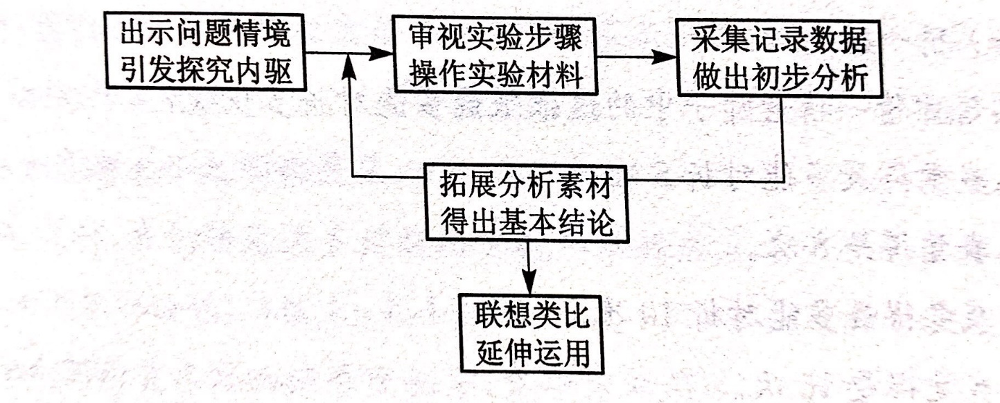 出示问题情境
引发探究内驱
审视实验步骤
操作实验材料
采集记录数据
做出初步分析
拓展分析素材
得出基本结论
联想类比
延伸运用